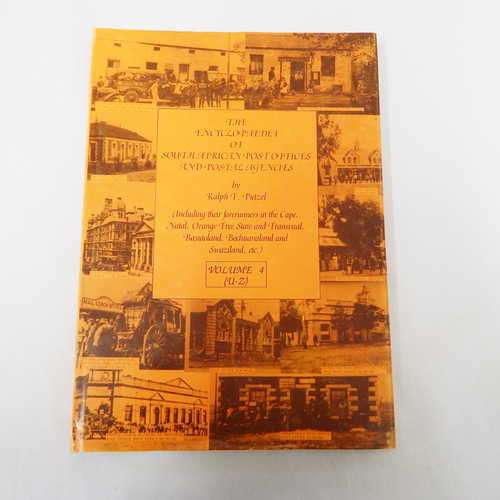 THE
ENCYCLOPAEDIA
OF
SOUTH AFRICAN POST OFFICES
AND POSTAL AGENCIES
by
Ralph F. Putzel
(Including their forerunners in the Cape,
Natal, Orange Free State and Transvaal,
Basutoland, Bechuanaland and
Swaziland, etc.)
VOLUME 4
(U-Z)